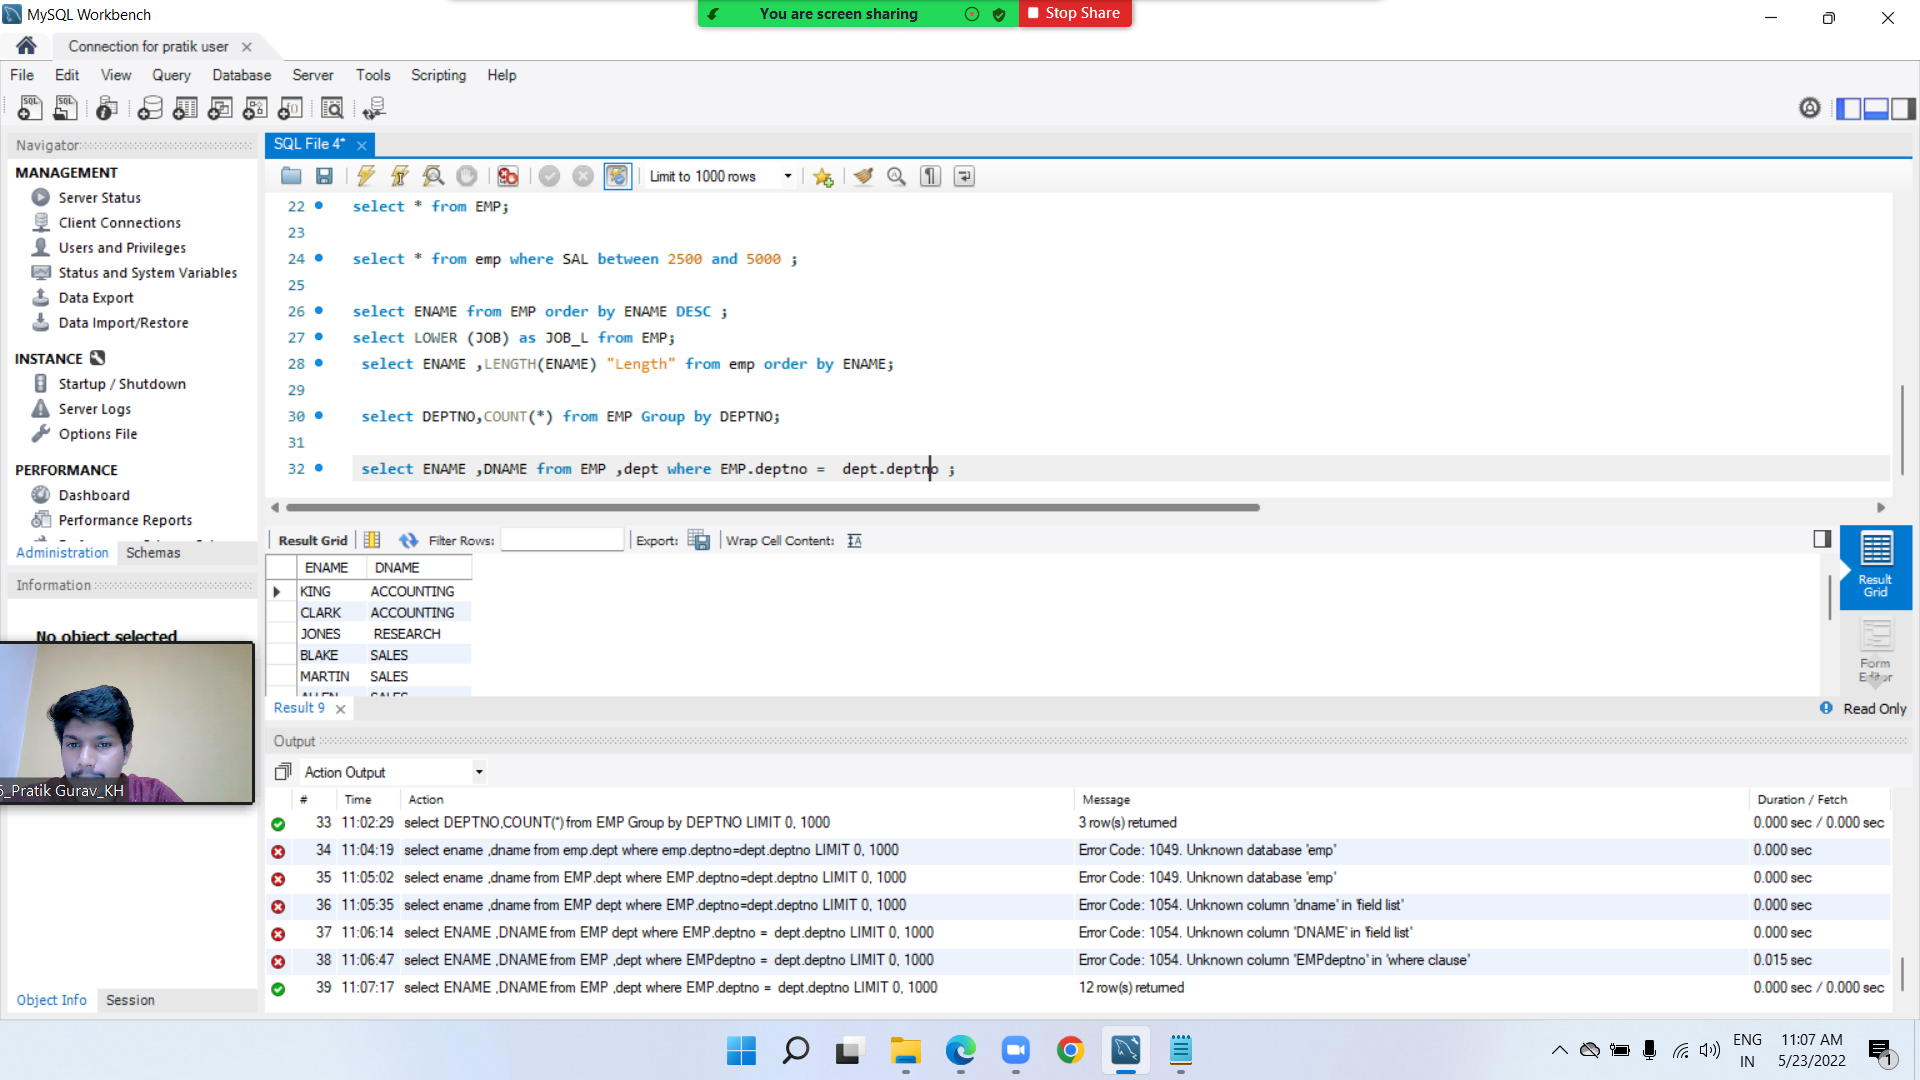 MySQL Workbench
You are screen sharing
Stop Share
Connection for pratik user
File Edit View Query Database Server Tools Scripting Help
Navigator
SQL File 4*
MANAGEMENT
Server Status
Client Connections
Users and Privileges
Status and System Variables
Data Export
Data Import/Restore
INSTANCE
Startup / Shutdown
Server Logs
Options File
PERFORMANCE
Dashboard
Performance Reports
Administration Schemas
Information
No object selected
6_Pratik Gurav_KH
Object Info Session
Limit to 1000 rows
22 select * from EMP;
23
24 select * from emp where SAL between 2500 and 5000 ;
25
26 select ENAME from EMP order by ENAME DESC ;
27 select LOWER (JOB) as JOB_L from EMP;
28 select ENAME ,LENGTH(ENAME) "Length" from emp order by ENAME;
29
30 select DEPTNO,COUNT(*) from EMP Group by DEPTNO;
31
32 select ENAME ,DNAME from EMP ,dept where EMP.deptno =  dept.deptno ;
Result Grid Filter Rows: Export: Wrap Cell Content:
ENAME DNAME
KING ACCOUNTING
CLARK ACCOUNTING
JONES RESEARCH
BLAKE SALES
MARTIN SALES
ALLEN SALES
Result Grid
Form Editor
Result 9
Read Only
Output
Action Output
# Time Action Message Duration / Fetch
33 11:02:29 select DEPTNO,COUNT(*) from EMP Group by DEPTNO LIMIT 0, 1000 3 row(s) returned 0.000 sec / 0.000 sec
34 11:04:19 select ename ,dname from emp.dept where emp.deptno=dept.deptno LIMIT 0, 1000 Error Code: 1049. Unknown database 'emp' 0.000 sec
35 11:05:02 select ename ,dname from EMP.dept where EMP.deptno=dept.deptno LIMIT 0, 1000 Error Code: 1049. Unknown database 'emp' 0.000 sec
36 11:05:35 select ename ,dname from EMP dept where EMP.deptno=dept.deptno LIMIT 0, 1000 Error Code: 1054. Unknown column 'dname' in 'field list' 0.000 sec
37 11:06:14 select ENAME ,DNAME from EMP dept where EMP.deptno =  dept.deptno LIMIT 0, 1000 Error Code: 1054. Unknown column 'DNAME' in 'field list' 0.000 sec
38 11:06:47 select ENAME ,DNAME from EMP ,dept where EMPdeptno =  dept.deptno LIMIT 0, 1000 Error Code: 1054. Unknown column 'EMPdeptno' in 'where clause' 0.015 sec
39 11:07:17 select ENAME ,DNAME from EMP ,dept where EMP.deptno =  dept.deptno LIMIT 0, 1000 12 row(s) returned 0.000 sec / 0.000 sec
ENG
IN
11:07 AM
5/23/2022
1